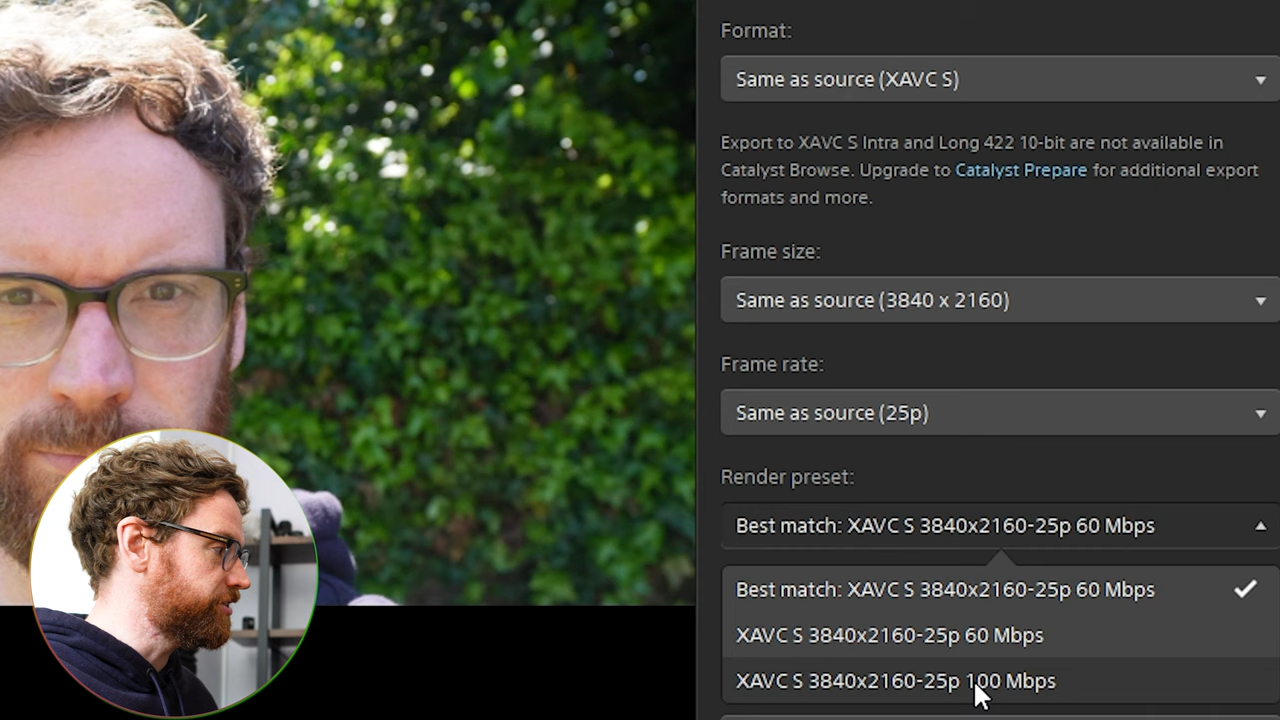 Format:
Same as source (XAVC S)
Export to XAVC S Intra and Long 422 10-bit are not available in
Catalyst Browse. Upgrade to Catalyst Prepare for additional export
formats and more.
Frame size:
Same as source (3840 x 2160)
Frame rate:
Same as source (25p)
Render preset:
Best match: XAVC S 3840x2160-25p 60 Mbps
Best match: XAVC S 3840x2160-25p 60 Mbps
XAVC S 3840x2160-25p 60 Mbps
XAVC S 3840x2160-25p 100 Mbps